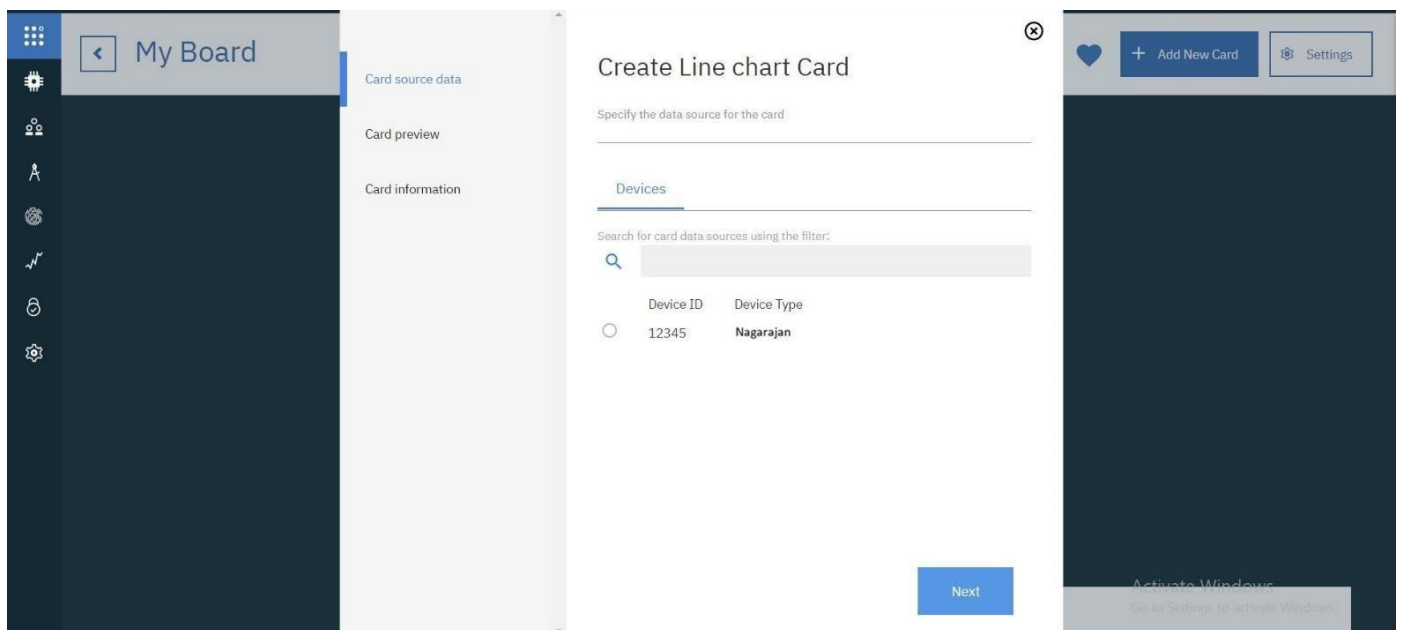 My Board
Add New Card
Settings
Card source data
Card preview
Card information
Create Line chart Card
Specify the data source for the card
Devices
Search for card data sources using the filter:
Device ID Device Type
12345 Nagarajan
Next
Activate Windows
Go to Settings to activate Windows.